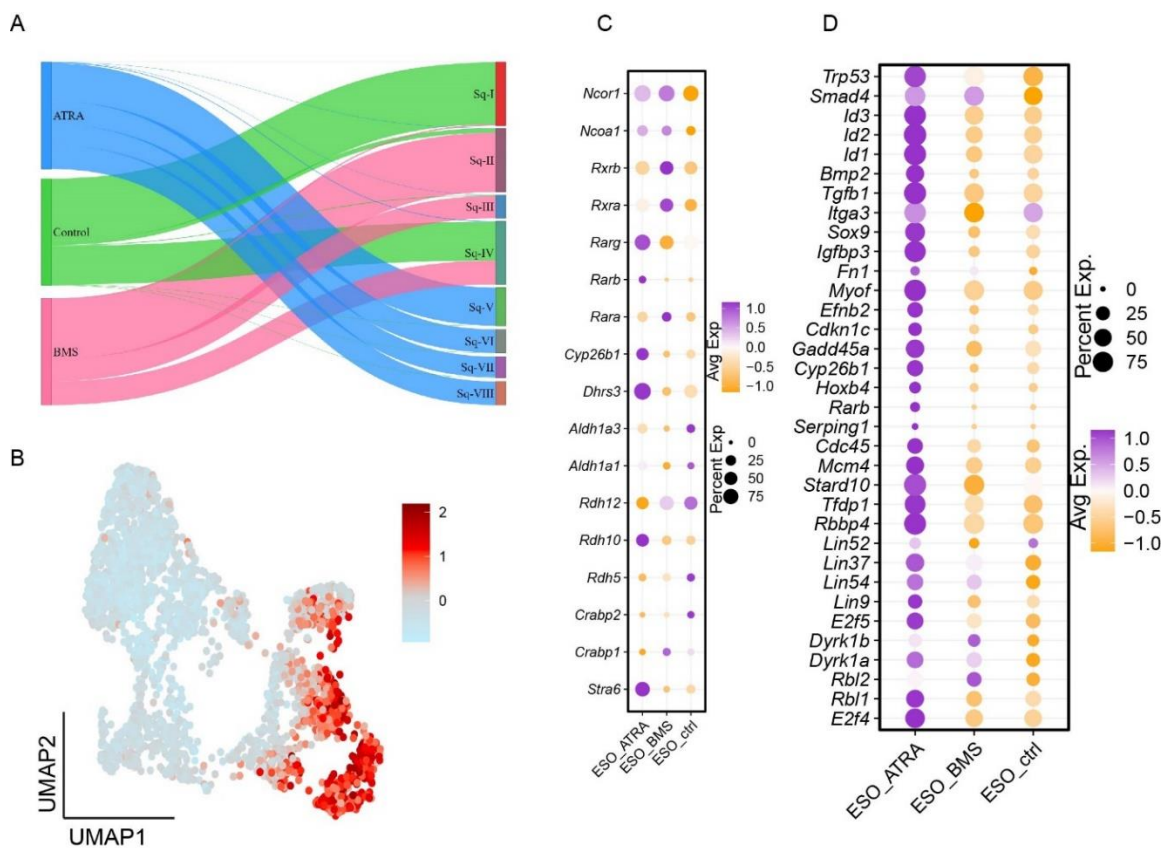 A
ATRA
Control
BMS
Sq-I
Sq-II
Sq-III
Sq-IV
Sq-V
Sq-VI
Sq-VII
Sq-VIII
B
UMAP2
UMAP1
2
1
0
C
Ncor1
Ncoa1
Rxrb
Rxra
Rarg
Rarb
Rara
Cyp26b1
Dhrs3
Aldh1a3
Aldh1a1
Rdh12
Rdh10
Rdh5
Crabp2
Crabp1
Stra6
ESO_ATRA
ESO_BMS
ESO_ctrl
Avg Exp
1.0
0.5
0.0
−0.5
−1.0
Percent Exp
0
25
50
75
D
Trp53
Smad4
Id3
Id2
Id1
Bmp2
Tgfb1
Itga3
Sox9
Igfbp3
Fn1
Myof
Efnb2
Cdkn1c
Gadd45a
Cyp26b1
Hoxb4
Rarb
Serping1
Cdc45
Mcm4
Stard10
Tfdp1
Rbbp4
Lin52
Lin37
Lin54
Lin9
E2f5
Dyrk1b
Dyrk1a
Rbl2
Rbl1
E2f4
ESO_ATRA
ESO_BMS
ESO_ctrl
Percent Exp.
0
25
50
75
Avg Exp.
1.0
0.5
0.0
−0.5
−1.0